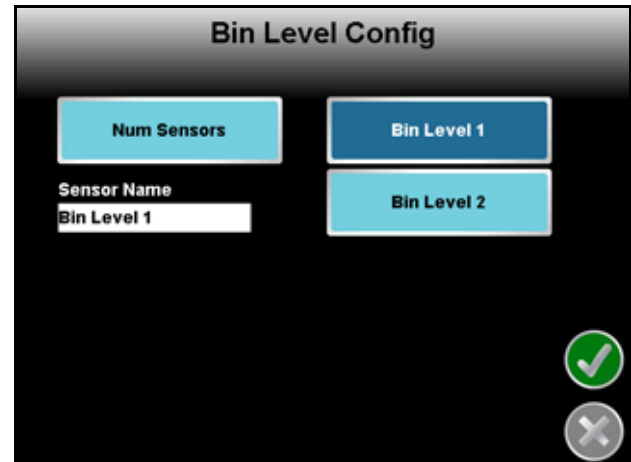 Bin Level Config
Num Sensors
Bin Level 1
Sensor Name
Bin Level 1
Bin Level 2